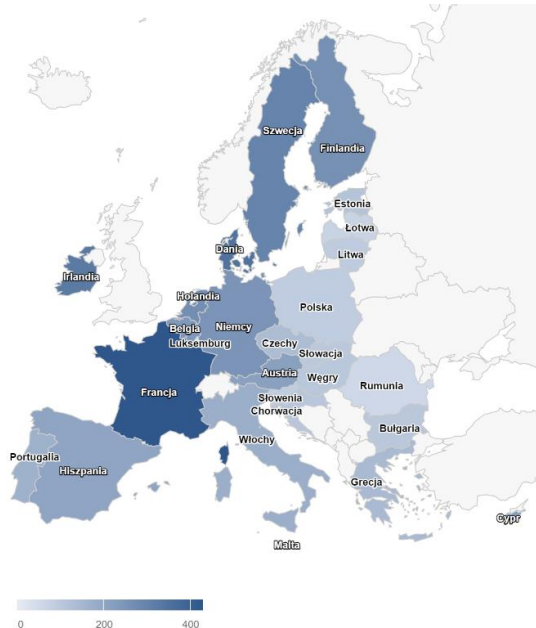 Szwecja
Finlandia
Estonia
Łotwa
Dania
Litwa
Irlandia
Holandia
Polska
Belgia
Niemcy
Luksemburg
Czechy
Słowacja
Austria
Węgry
Francja
Rumunia
Słowenia
Chorwacja
Bułgaria
Włochy
Portugalia
Hiszpania
Grecja
Cypr
Malta
0 200 400